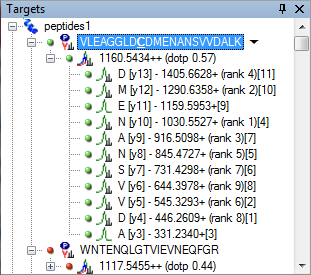 Targets
peptides1
VLEAGGLDCDMENANSVVDALK
1160.5434++ (dotp 0.57)
D [y13] - 1405.6628+ (rank 4)[11]
M [y12] - 1290.6358+ (rank 2)[10]
E [y11] - 1159.5953+[9]
N [y10] - 1030.5527+ (rank 1)[4]
A [y9] - 916.5098+ (rank 3)[7]
N [y8] - 845.4727+ (rank 5)[5]
S [y7] - 731.4298+ (rank 7)[6]
V [y6] - 644.3978+ (rank 9)[8]
V [y5] - 545.3293+ [3]
D [y4] - 446.2609+ (rank 8)[1]
A [y3] - 331.2340+ [3]
WNTENQLGTVIEVNEQFGR
1117.5455++ (dotp 0.44)